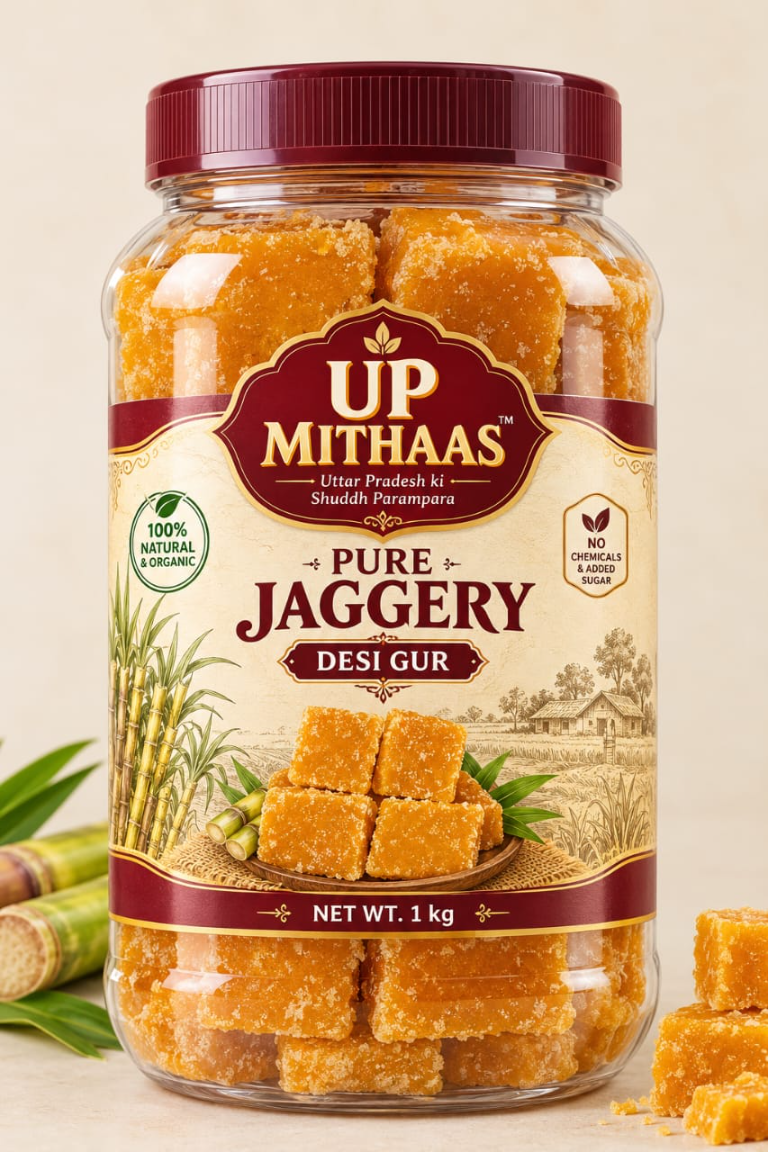 UP
MITHAAS™
Uttar Pradesh ki
Shuddh Parampara
100%
NATURAL
& ORGANIC
NO
CHEMICALS
& ADDED
SUGAR
PURE
JAGGERY
DESI GUR
NET WT. 1 kg